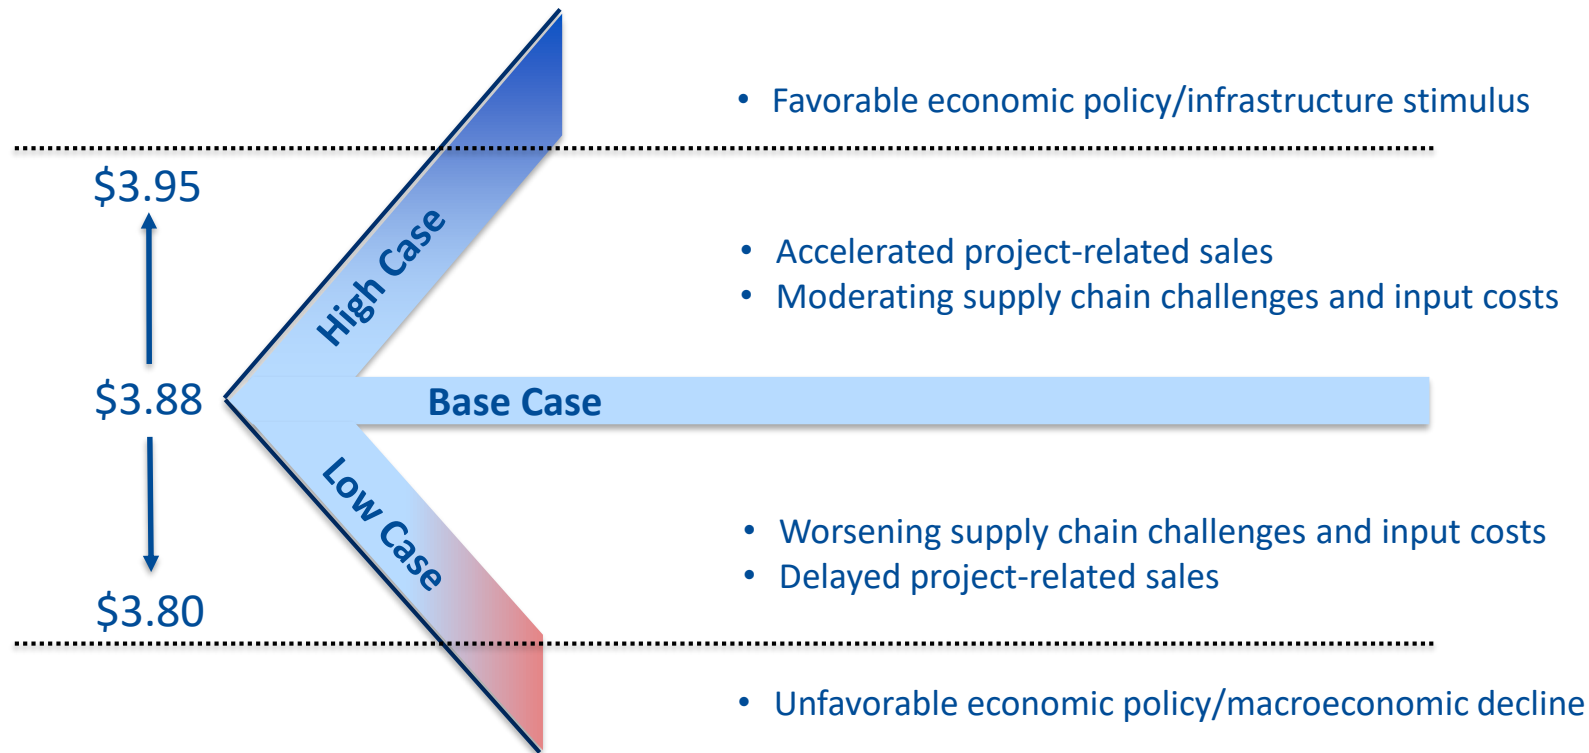 • Favorable economic policy/infrastructure stimulus
$3.95
High Case
• Accelerated project-related sales
• Moderating supply chain challenges and input costs
$3.88
Base Case
Low Case
• Worsening supply chain challenges and input costs
• Delayed project-related sales
$3.80
• Unfavorable economic policy/macroeconomic decline